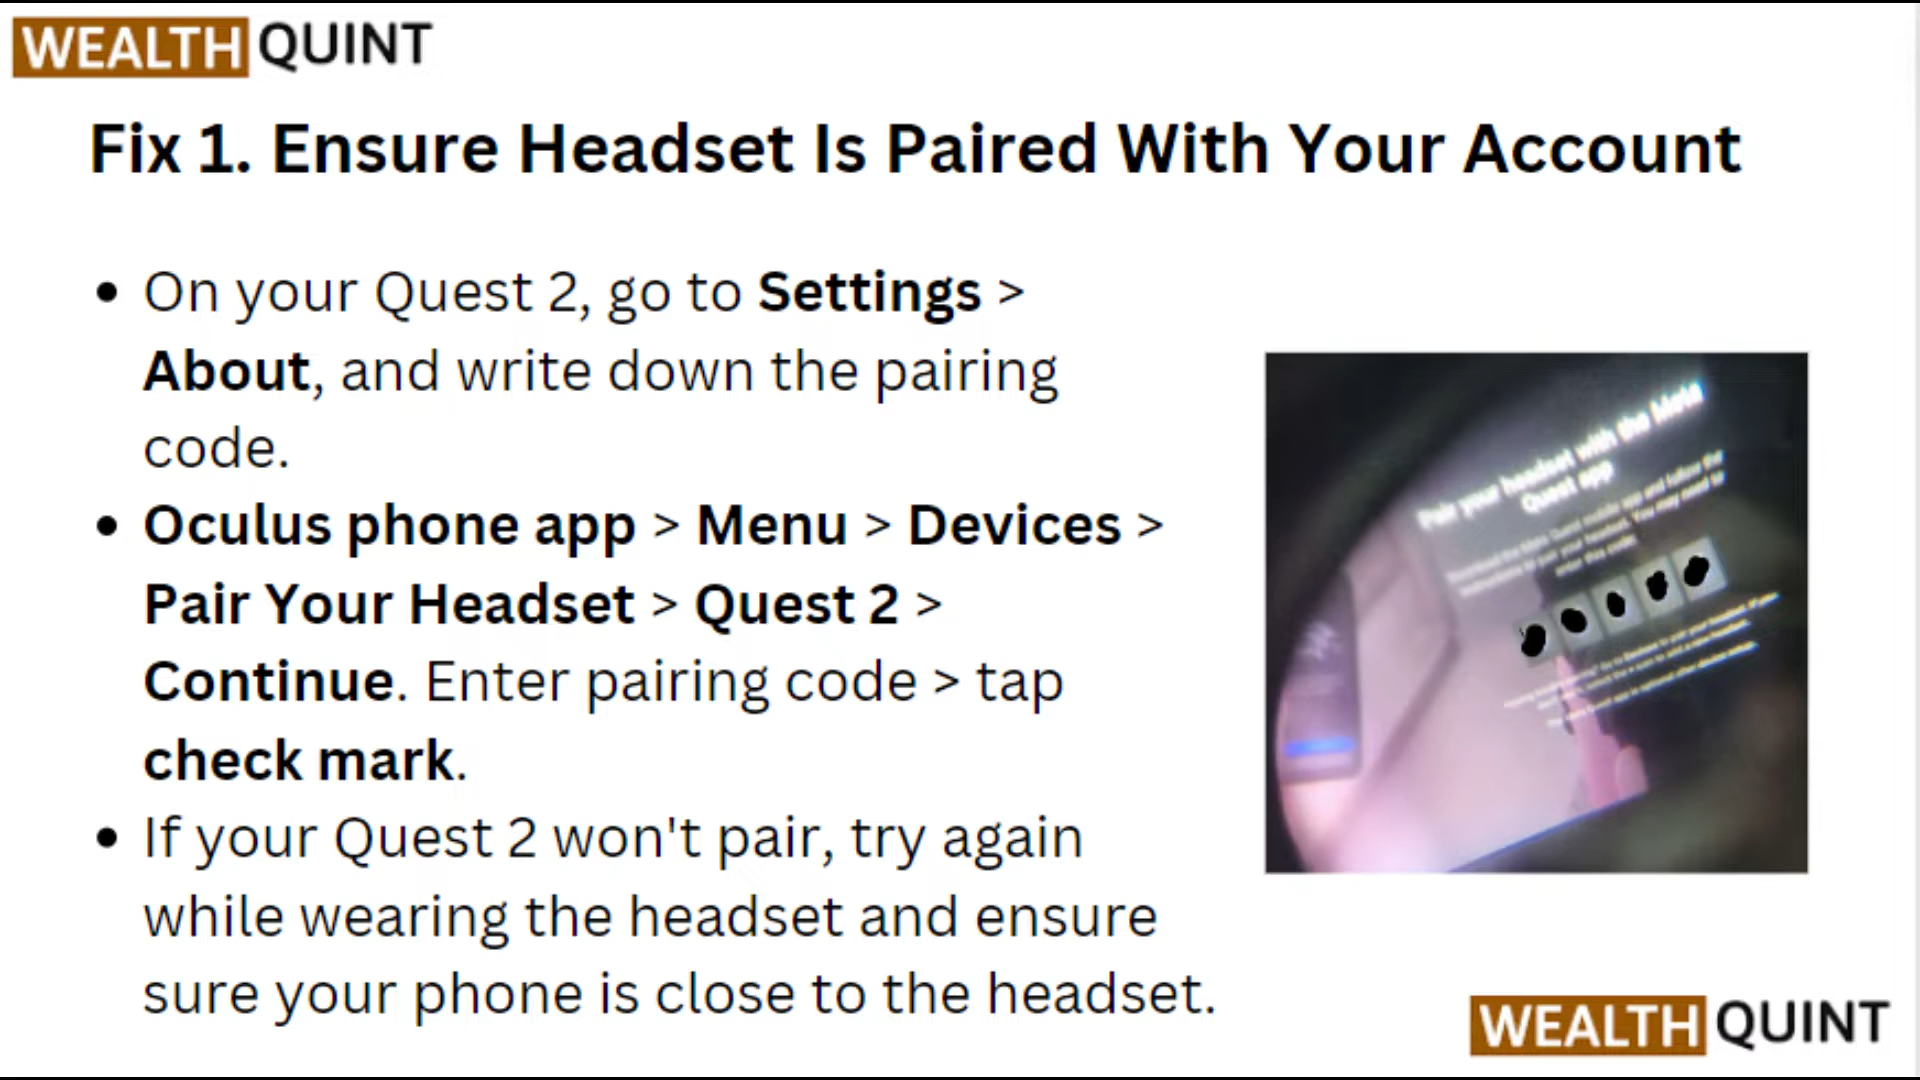 WEALTH QUINT
Fix 1. Ensure Headset Is Paired With Your Account
• On your Quest 2, go to Settings >
About, and write down the pairing
code.
• Oculus phone app > Menu > Devices >
Pair Your Headset > Quest 2 >
Continue. Enter pairing code > tap
check mark.
• If your Quest 2 won't pair, try again
while wearing the headset and ensure
sure your phone is close to the headset.
Pair your headset with the Meta
Quest app
WEALTH QUINT